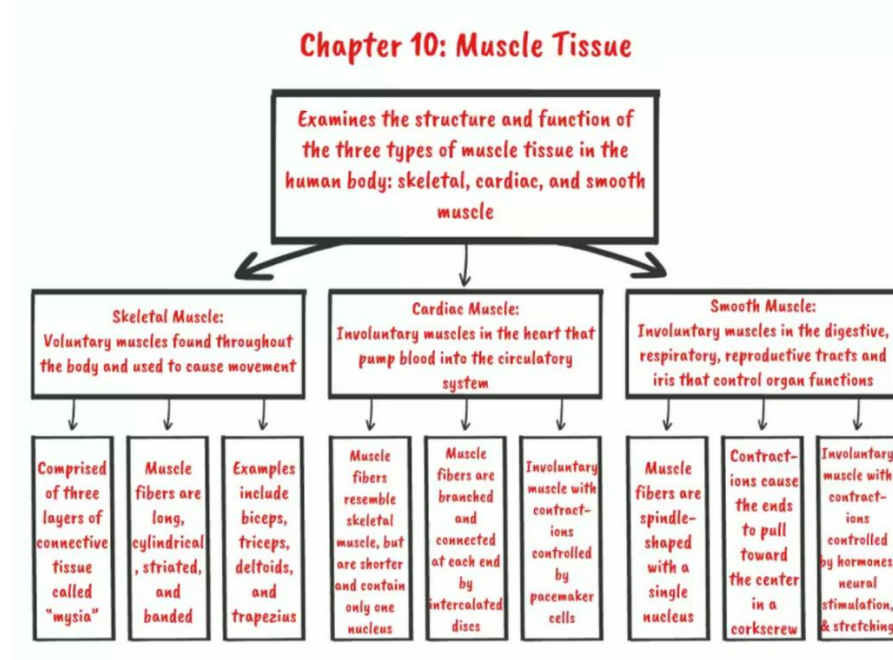 Chapter 10: Muscle Tissue
Examines the structure and function of
the three types of muscle tissue in the
human body: skeletal, cardiac, and smooth
muscle
Skeletal Muscle:
Voluntary muscles found throughout
the body and used to cause movement
Cardiac Muscle:
Involuntary muscles in the heart that
pump blood into the circulatory
system
Smooth Muscle:
Involuntary muscles in the digestive,
respiratory, reproductive tracts and
iris that control organ functions
Comprised
of three
layers of
connective
tissue
called
"mysia"
Muscle
fibers are
long,
cylindrical
, striated,
and
banded
Examples
include
biceps,
triceps,
deltoids,
and
trapezius
Muscle
fibers
resemble
skeletal
muscle, but
are shorter
and contain
only one
nucleus
Muscle
fibers are
branched
and
connected
at each end
by
intercalated
discs
Involuntary
muscle with
contract-
ions
controlled
by
pacemaker
cells
Muscle
fibers are
spindle-
shaped
with a
single
nucleus
Contract-
ions cause
the ends
to pull
toward
the center
in a
corkscrew
Involuntary
muscle with
contract-
ions
controlled
by hormones,
neural
stimulation,
& stretching